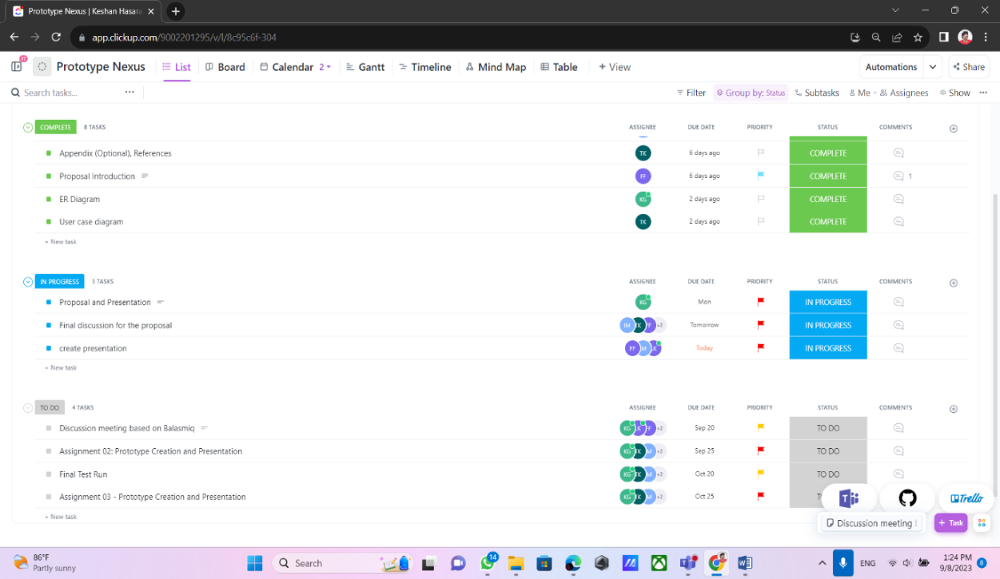 Prototype Nexus | Keshan Hasara
app.clickup.com/9002201295/v/l/8c95c6f-304
17 Prototype Nexus List Board Calendar 2 Gantt Timeline Mind Map Table + View Automations Share
Search tasks... Filter Group by: Status Subtasks Me Assignees Show
COMPLETE 8 TASKS ASSIGNEE DUE DATE PRIORITY STATUS COMMENTS
Appendix (Optional), References TK 6 days ago COMPLETE
Proposal Introduction FF 6 days ago COMPLETE 1
ER Diagram KG 2 days ago COMPLETE
User case diagram TK 2 days ago COMPLETE
+ New task
IN PROGRESS 3 TASKS ASSIGNEE DUE DATE PRIORITY STATUS COMMENTS
Proposal and Presentation KG Mon IN PROGRESS
Final discussion for the proposal IM TK FF +2 Tomorrow IN PROGRESS
create presentation FF M LK Today IN PROGRESS
+ New task
TO DO 4 TASKS ASSIGNEE DUE DATE PRIORITY STATUS COMMENTS
Discussion meeting based on Balasmiq KG LK FF +2 Sep 20 TO DO
Assignment 02: Prototype Creation and Presentation KG TK M +2 Sep 25 TO DO
Final Test Run KG TK M +2 Oct 20 TO DO
Assignment 03 - Prototype Creation and Presentation KG TK M +2 Oct 25
Trello
+ New task
Discussion meeting + Task
86°F
Partly sunny
Search 14 ENG
1:24 PM
9/8/2023 8